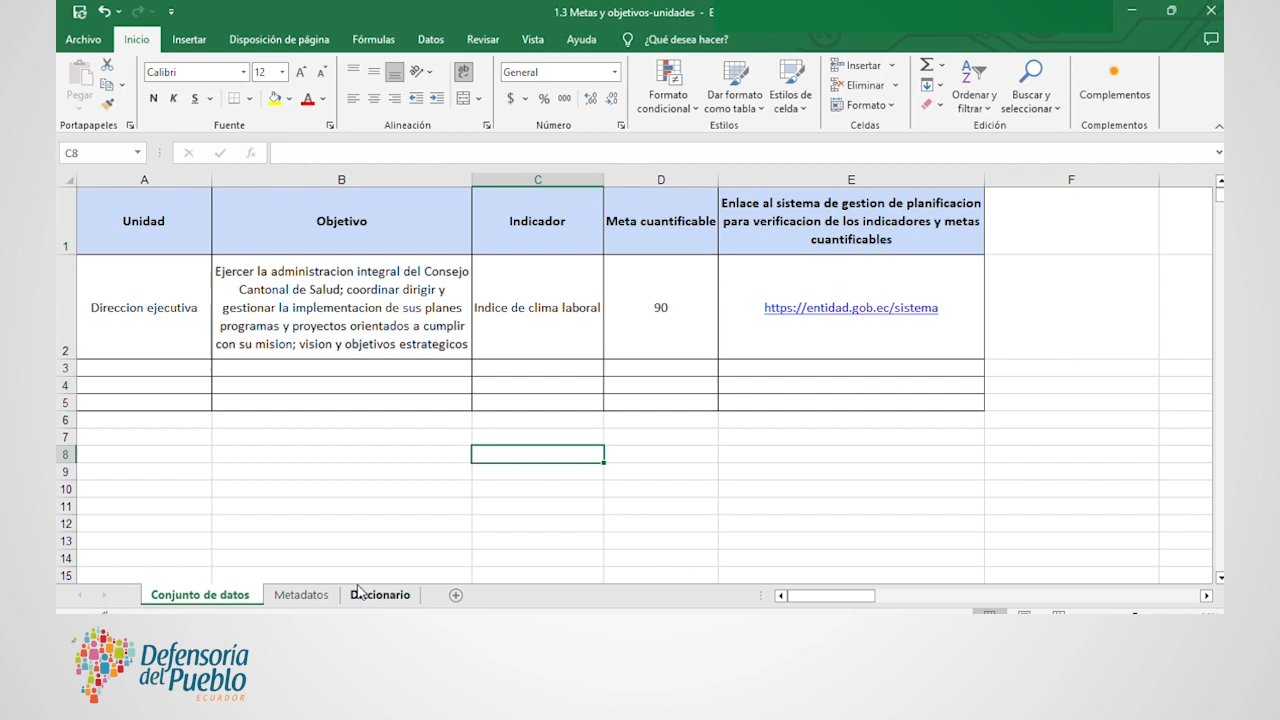 1.3 Metas y objetivos-unidades - E
Archivo Inicio Insertar Disposición de página Fórmulas Datos Revisar Vista Ayuda ¿Qué desea hacer?
Pegar
Calibri 12
N K S
General
$ % 000
Formato condicional
Dar formato como tabla
Estilos de celda
Insertar
Eliminar
Formato
Ordenar y filtrar
Buscar y seleccionar
Complementos
Portapapeles Fuente Alineación Número Estilos Celdas Edición Complementos
C8 fx
A B C D E F
1
Unidad
Objetivo
Indicador
Meta cuantificable
Enlace al sistema de gestion de planificacion
para verificacion de los indicadores y metas
cuantificables
2
Direccion ejecutiva
Ejercer la administracion integral del Consejo
Cantonal de Salud; coordinar dirigir y
gestionar la implementacion de sus planes
programas y proyectos orientados a cumplir
con su mision; vision y objetivos estrategicos
Indice de clima laboral
90
https://entidad.gob.ec/sistema
3
4
5
6
7
8
9
10
11
12
13
14
15
Conjunto de datos Metadatos Diccionario
Defensoría
del Pueblo
ECUADOR